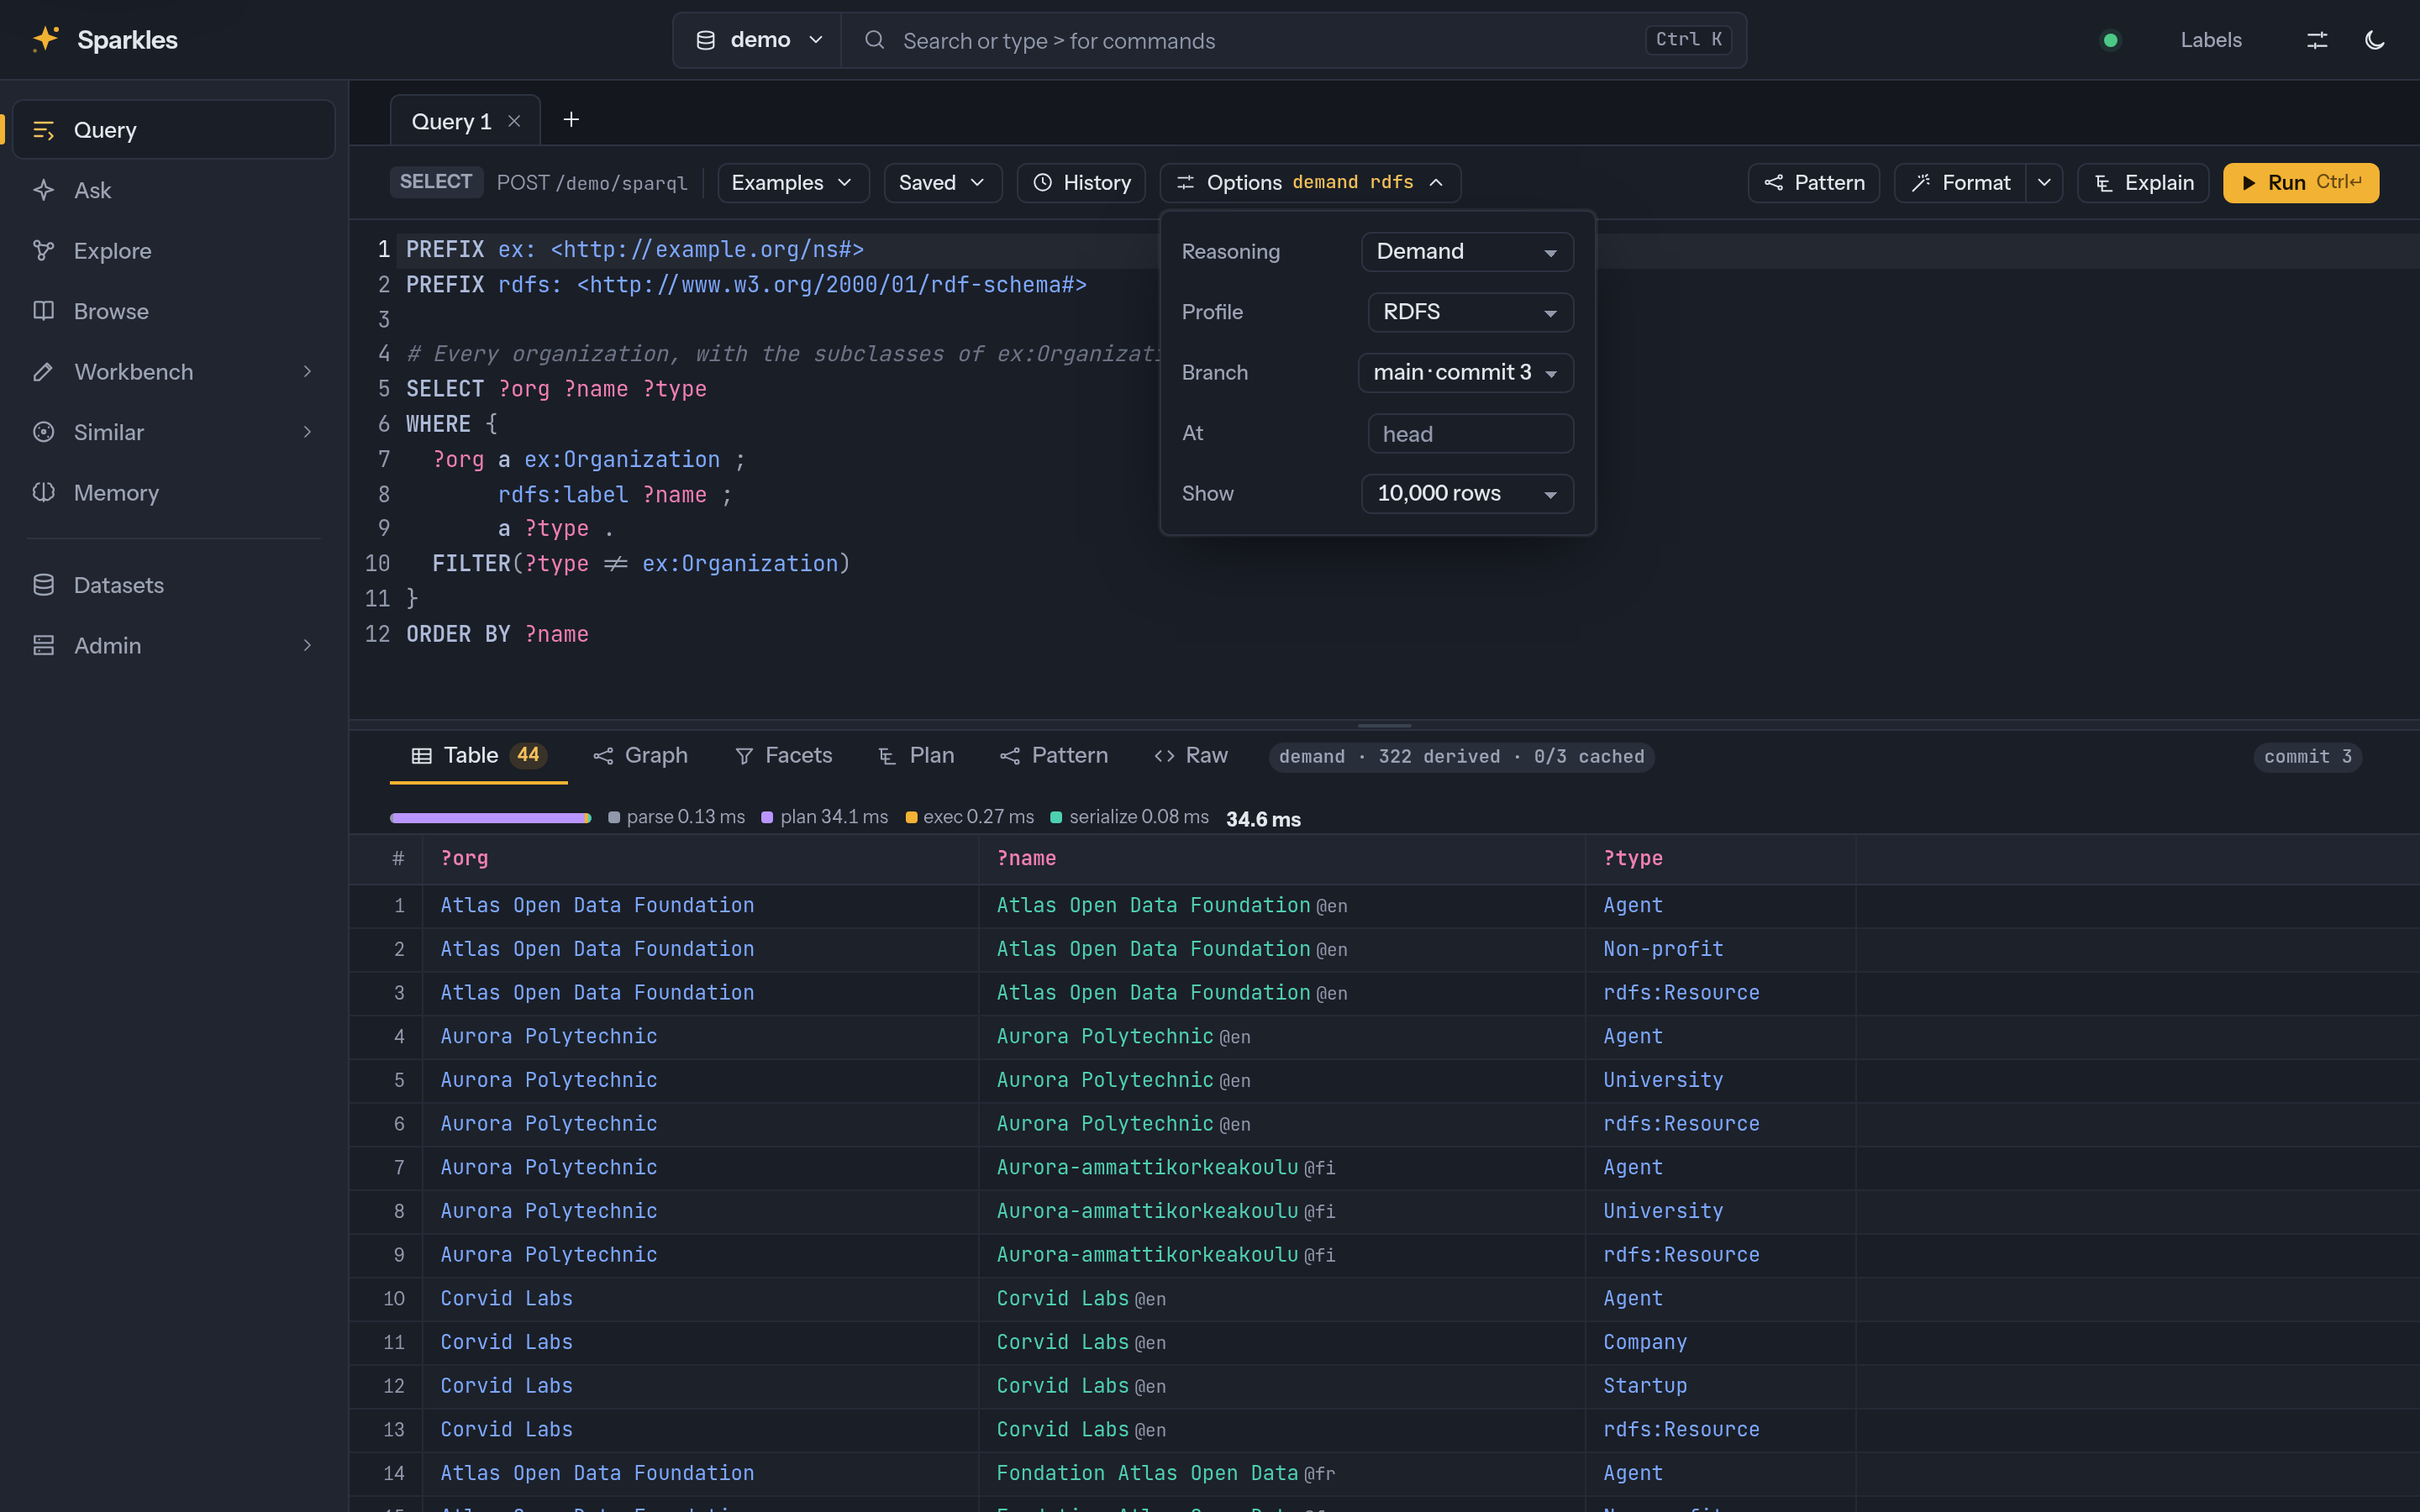 Sparkles
demo
Search or type > for commands
Ctrl K
Labels
Query
Ask
Explore
Browse
Workbench
Similar
Memory
Datasets
Admin
Query 1
SELECT POST /demo/sparql Examples Saved History Options demand rdfs
Pattern Format Explain Run Ctrl↵
1 PREFIX ex: <http://example.org/ns#>
2 PREFIX rdfs: <http://www.w3.org/2000/01/rdf-schema#>
3
4 # Every organization, with the subclasses of ex:Organizati
5 SELECT ?org ?name ?type
6 WHERE {
7 ?org a ex:Organization ;
8 rdfs:label ?name ;
9 a ?type .
10 FILTER(?type != ex:Organization)
11 }
12 ORDER BY ?name
Reasoning Demand
Profile RDFS
Branch main · commit 3
At head
Show 10,000 rows
Table 44 Graph Facets Plan Pattern Raw demand · 322 derived · 0/3 cached commit 3
parse 0.13 ms plan 34.1 ms exec 0.27 ms serialize 0.08 ms 34.6 ms
# ?org ?name ?type
1 Atlas Open Data Foundation Atlas Open Data Foundation @en Agent
2 Atlas Open Data Foundation Atlas Open Data Foundation @en Non-profit
3 Atlas Open Data Foundation Atlas Open Data Foundation @en rdfs:Resource
4 Aurora Polytechnic Aurora Polytechnic @en Agent
5 Aurora Polytechnic Aurora Polytechnic @en University
6 Aurora Polytechnic Aurora Polytechnic @en rdfs:Resource
7 Aurora Polytechnic Aurora-ammattikorkeakoulu @fi Agent
8 Aurora Polytechnic Aurora-ammattikorkeakoulu @fi University
9 Aurora Polytechnic Aurora-ammattikorkeakoulu @fi rdfs:Resource
10 Corvid Labs Corvid Labs @en Agent
11 Corvid Labs Corvid Labs @en Company
12 Corvid Labs Corvid Labs @en Startup
13 Corvid Labs Corvid Labs @en rdfs:Resource
14 Atlas Open Data Foundation Fondation Atlas Open Data @fr Agent